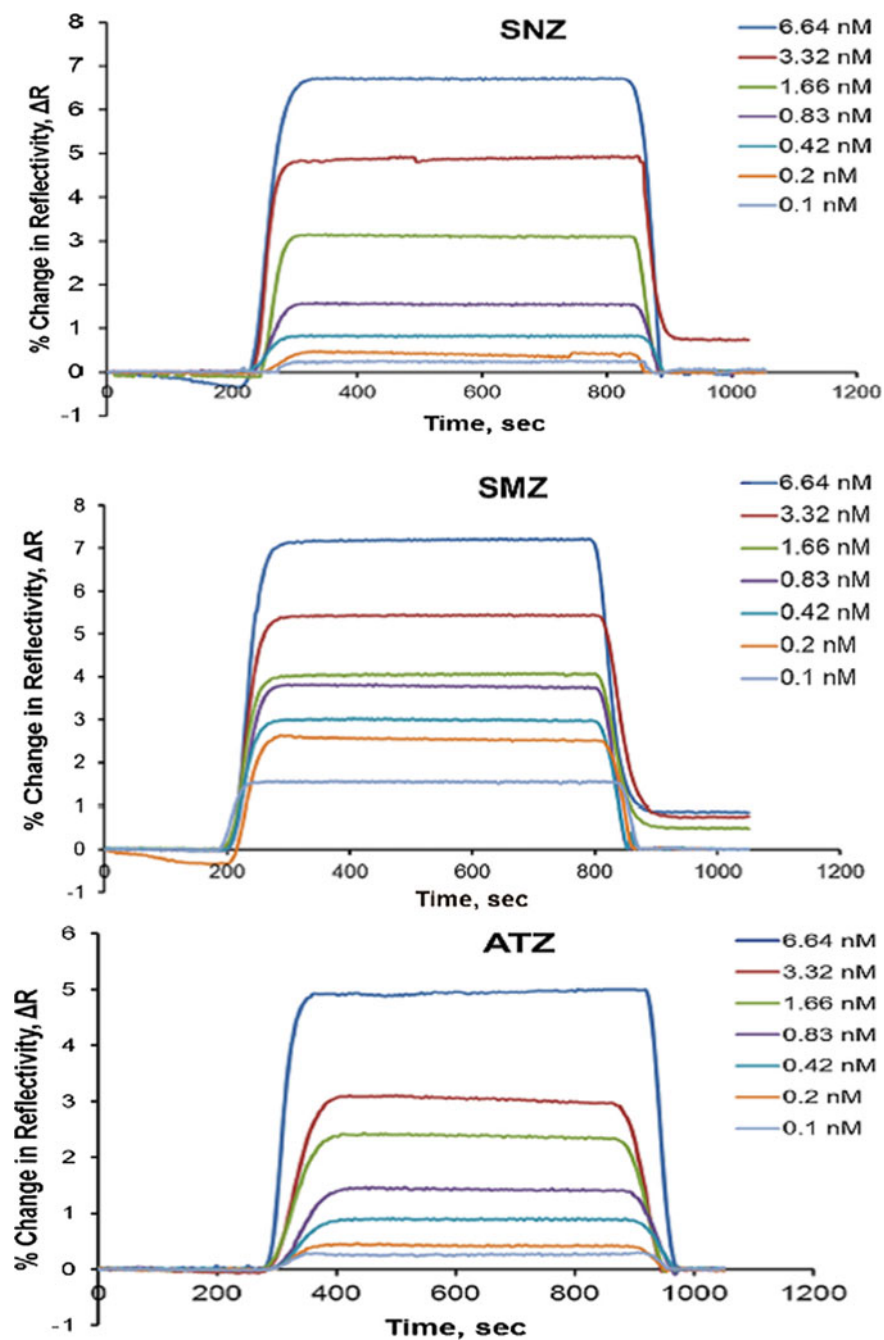 SNZ
% Change in Reflectivity, ΔR
8
7
6
5
4
3
2
1
0
-1
0 200 400 600 800 1000 1200
Time, sec
6.64 nM
3.32 nM
1.66 nM
0.83 nM
0.42 nM
0.2 nM
0.1 nM
SMZ
% Change in Reflectivity, ΔR
8
7
6
5
4
3
2
1
0
-1
0 200 400 600 800 1000 1200
Time, sec
6.64 nM
3.32 nM
1.66 nM
0.83 nM
0.42 nM
0.2 nM
0.1 nM
ATZ
% Change in Reflectivity, ΔR
6
5
4
3
2
1
0
-1
0 200 400 600 800 1000 1200
Time, sec
6.64 nM
3.32 nM
1.66 nM
0.83 nM
0.42 nM
0.2 nM
0.1 nM